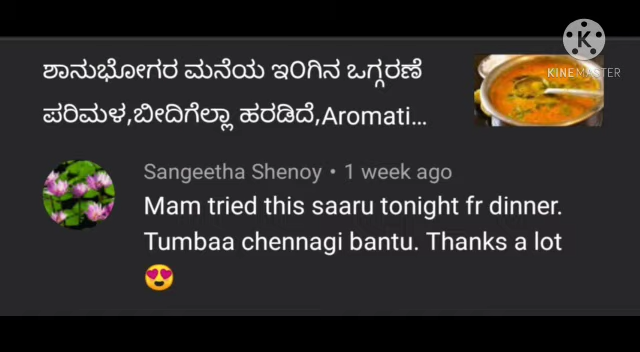 ಶಾನುಭೋಗರ ಮನೆಯ ಇ೦ಗಿನ ಒಗ್ಗರಣೆ
ಪರಿಮಳ,ಬೀದಿಗೆಲ್ಲಾ ಹರಡಿದೆ,Aromati...
KINEMASTER
Sangeetha Shenoy • 1 week ago
Mam tried this saaru tonight fr dinner.
Tumbaa chennagi bantu. Thanks a lot
😍